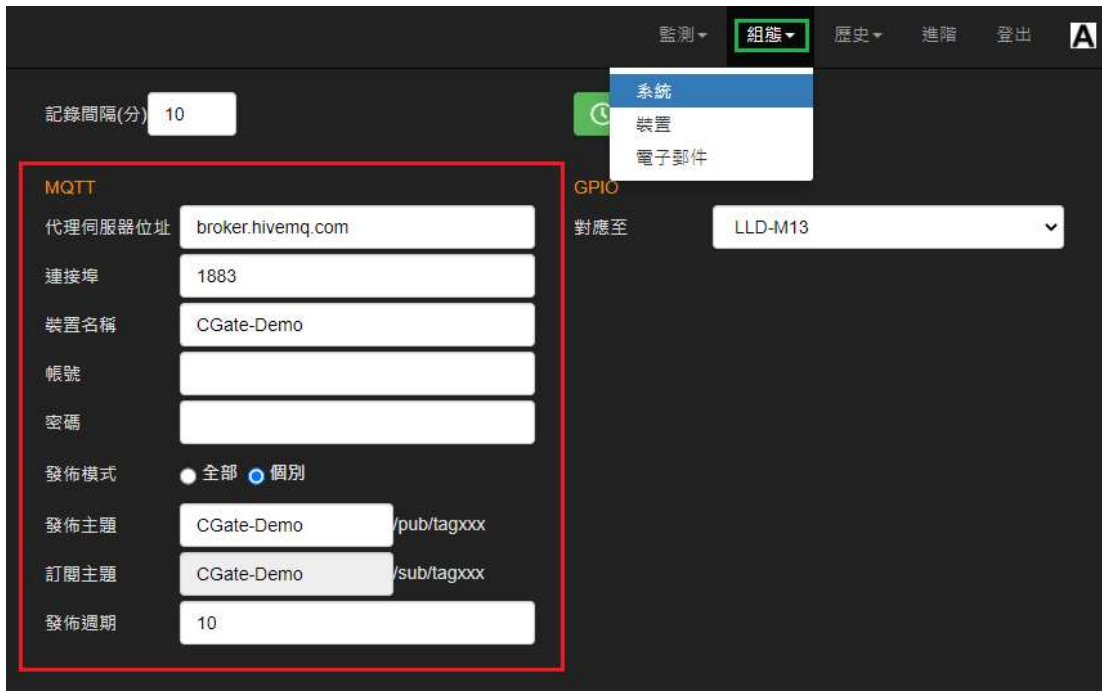 監測 組態 歷史 進階 登出 A
系統
裝置
電子郵件
記錄間隔(分) 10
MQTT
代理伺服器位址 broker.hivemq.com
連接埠 1883
裝置名稱 CGate-Demo
帳號
密碼
發佈模式 全部 個別
發佈主題 CGate-Demo /pub/tagxxx
訂閱主題 CGate-Demo /sub/tagxxx
發佈週期 10
GPIO
對應至 LLD-M13